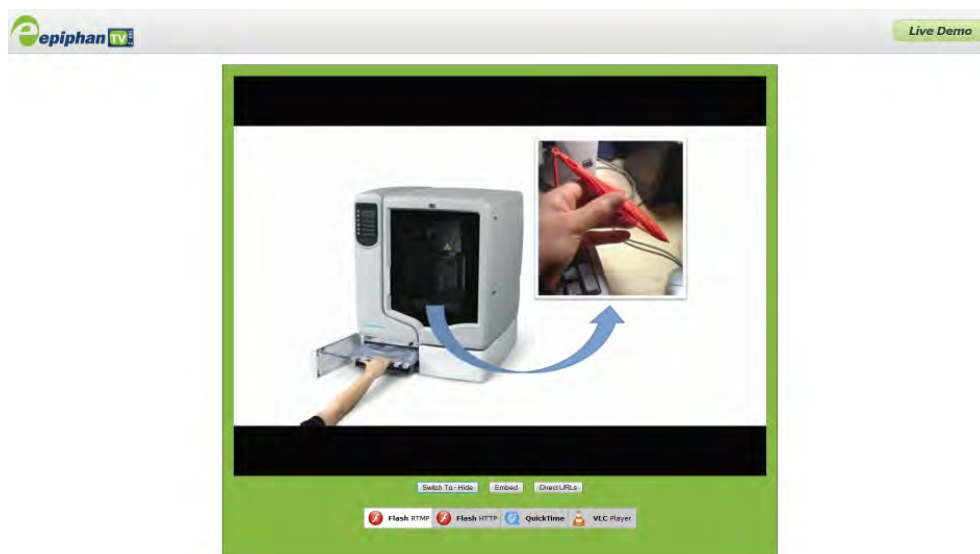 epiphan TV
Live Demo
Switch To - Hide Embed Direct URLs
Flash RTMP Flash HTTP QuickTime VLC Player